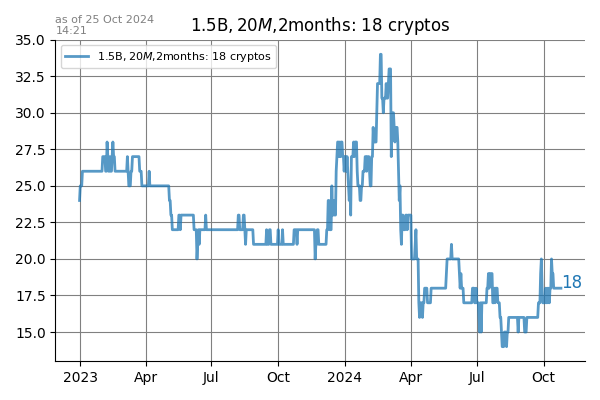 as of 25 Oct 2024
14:21
1.5B, 20M,2months: 18 cryptos
1.5B, 20M,2months: 18 cryptos
35.0
32.5
30.0
27.5
25.0
22.5
20.0
17.5
15.0
18
2023 Apr Jul Oct 2024 Apr Jul Oct